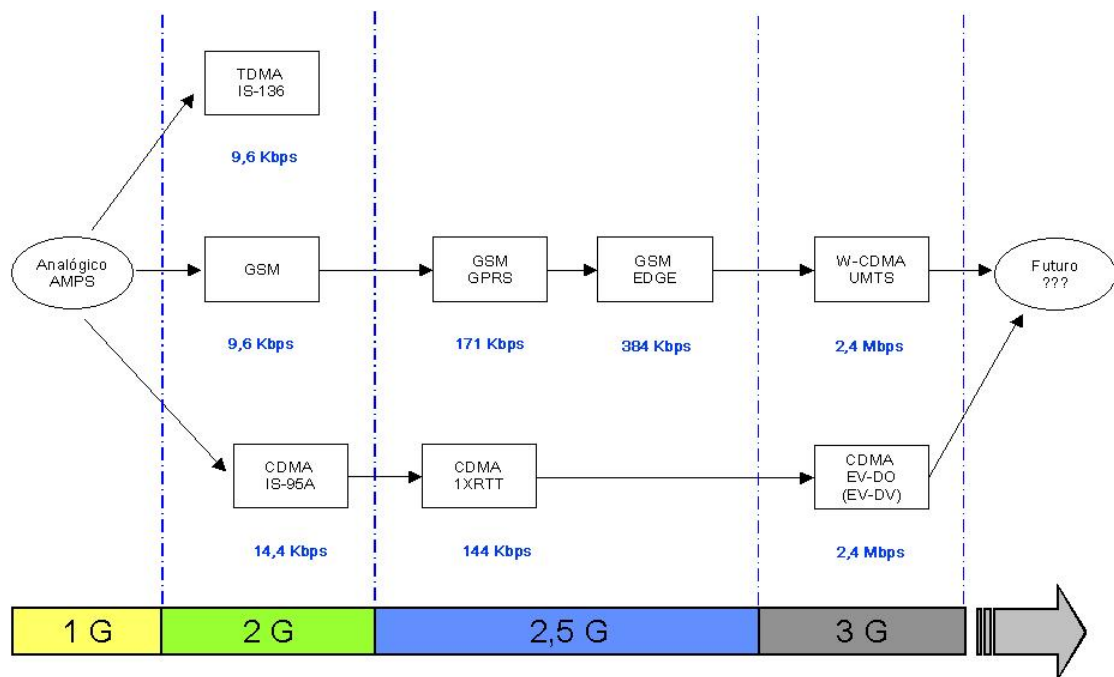 TDMA
IS-136
9,6 Kbps
Analógico
AMPS
GSM
GSM
GPRS
GSM
EDGE
W-CDMA
UMTS
Futuro
???
9,6 Kbps
171 Kbps
384 Kbps
2,4 Mbps
CDMA
IS-95A
CDMA
1XRTT
CDMA
EV-DO
(EV-DV)
14,4 Kbps
144 Kbps
2,4 Mbps
1 G
2 G
2,5 G
3 G